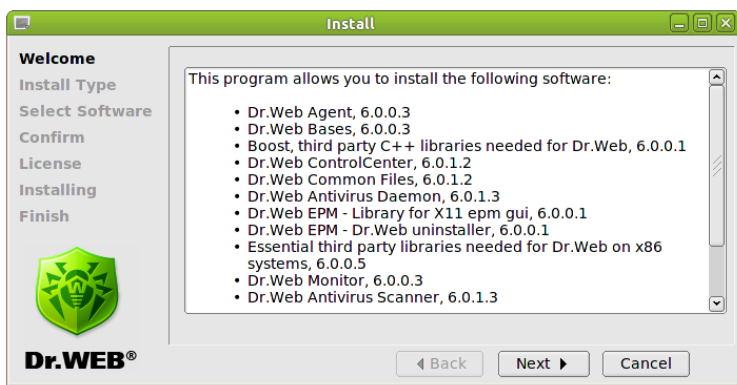 Install
Welcome
Install Type
Select Software
Confirm
License
Installing
Finish
Dr.WEB®
This program allows you to install the following software:
• Dr.Web Agent, 6.0.0.3
• Dr.Web Bases, 6.0.0.3
• Boost, third party C++ libraries needed for Dr.Web, 6.0.0.1
• Dr.Web ControlCenter, 6.0.1.2
• Dr.Web Common Files, 6.0.1.2
• Dr.Web Antivirus Daemon, 6.0.1.3
• Dr.Web EPM - Library for X11 epm gui, 6.0.0.1
• Dr.Web EPM - Dr.Web uninstaller, 6.0.0.1
• Essential third party libraries needed for Dr.Web on x86
systems, 6.0.0.5
• Dr.Web Monitor, 6.0.0.3
• Dr.Web Antivirus Scanner, 6.0.1.3
Back Next Cancel